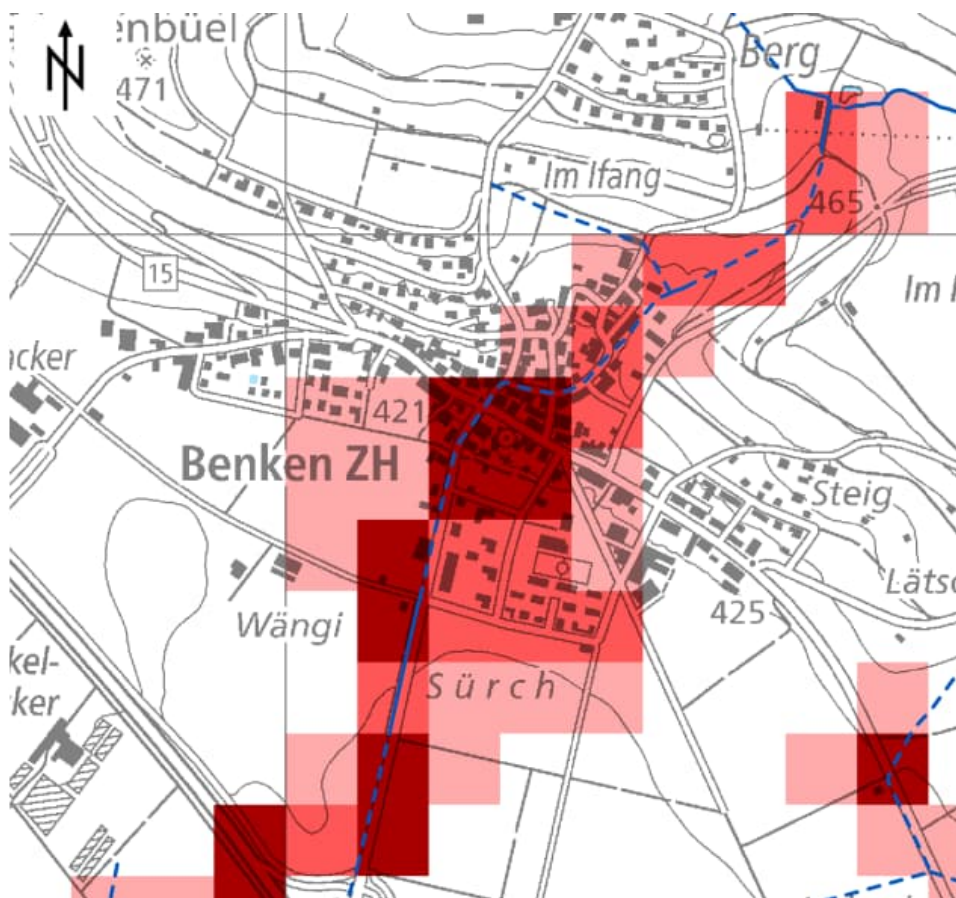 N
enbüel
471
Berg
Im Ifang
465
15
Im
acker
421
Benken ZH
Steig
Lätsc
425
Wängi
kel-
ker
Sürch